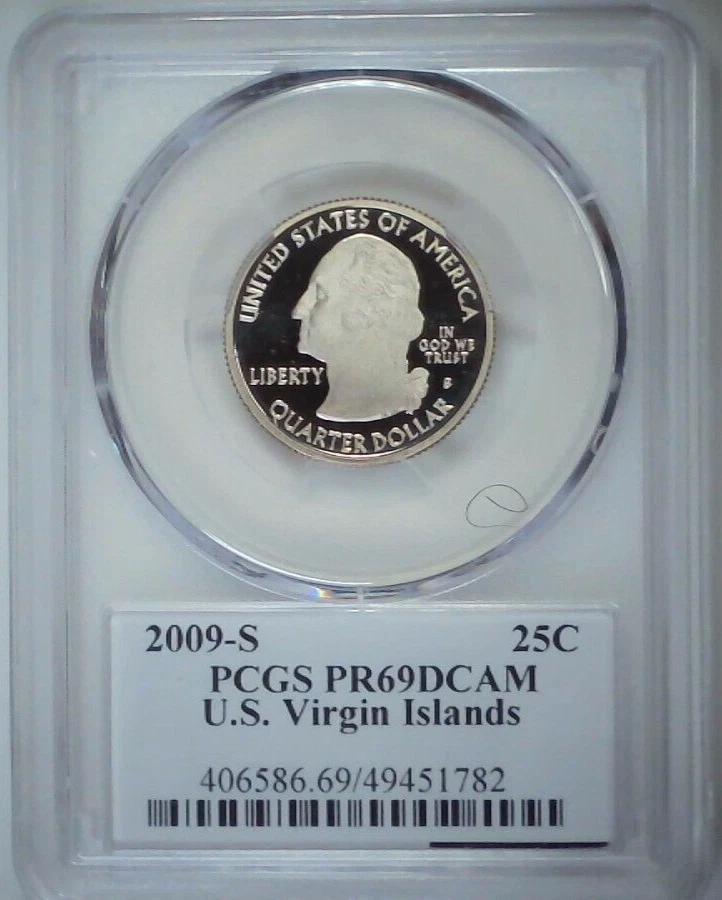 UNITED STATES OF AMERICA
IN
GOD WE
TRUST
LIBERTY
S
QUARTER DOLLAR
2009-S 25C
PCGS PR69DCAM
U.S. Virgin Islands
406586.69/49451782